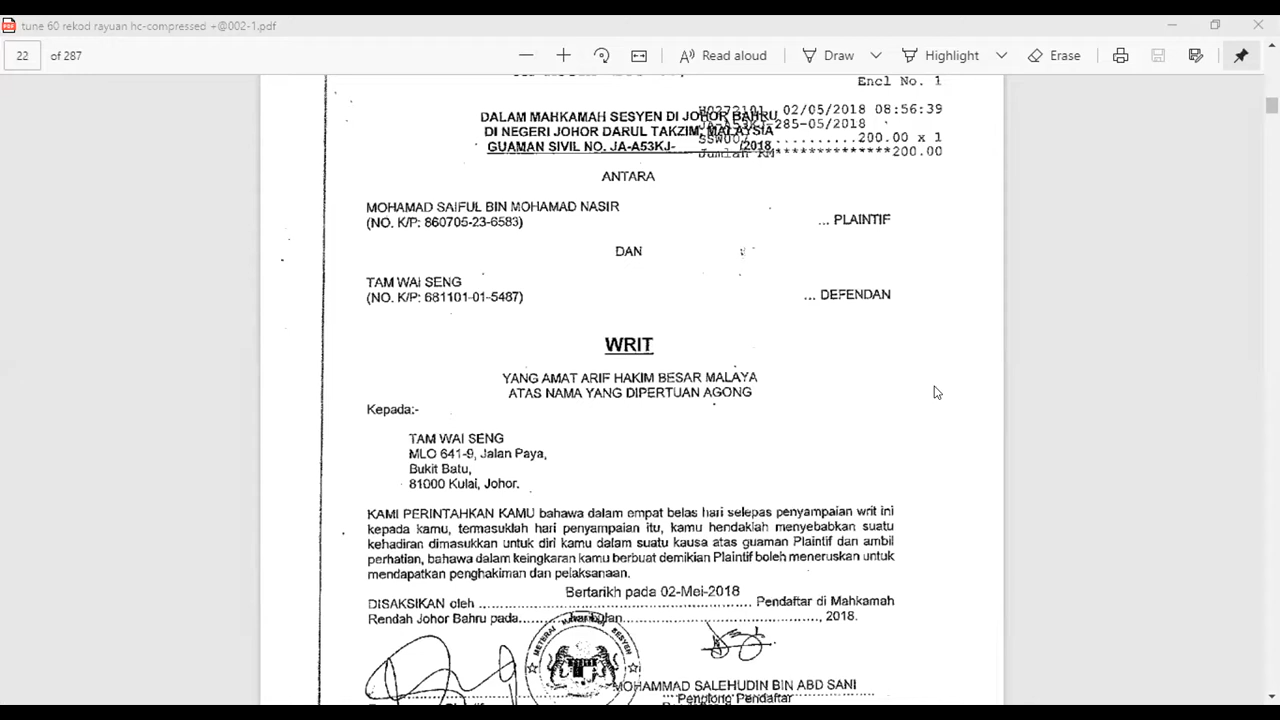 tune 60 rekod rayuan hc-compressed +@002-1.pdf
22 of 287
Read aloud
Draw
Highlight
Erase
Encl No. 1
02/05/2018 08:56:39
DALAM MAHKAMAH SESYEN DI JOHOR BAHRU
DI NEGERI JOHOR DARUL TAKZIM, MALAYSIA
-285-05/2018
GUAMAN SIVIL NO. JA-A53KJ- /2018
200.00 x 1
***************200.00
ANTARA
MOHAMAD SAIFUL BIN MOHAMAD NASIR
(NO. K/P: 860705-23-6583)
... PLAINTIF
DAN
TAM WAI SENG
(NO. K/P: 681101-01-5487)
... DEFENDAN
WRIT
YANG AMAT ARIF HAKIM BESAR MALAYA
ATAS NAMA YANG DIPERTUAN AGONG
Kepada:-
TAM WAI SENG
MLO 641-9, Jalan Paya,
Bukit Batu,
81000 Kulai, Johor.
KAMI PERINTAHKAN KAMU bahawa dalam empat belas hari selepas penyampaian writ ini
kepada kamu, termasuklah hari penyampaian itu, kamu hendaklah menyebabkan suatu
kehadiran dimasukkan untuk diri kamu dalam suatu kausa atas guaman Plaintif dan ambil
perhatian, bahawa dalam keingkaran kamu berbuat demikian Plaintif boleh meneruskan untuk
mendapatkan penghakiman dan pelaksanaan.
Bertarikh pada 02-Mei-2018
DISAKSIKAN oleh ........ Pendaftar di Mahkamah
Rendah Johor Bahru pada........, 2018.
SESYEN
MOHAMMAD SALEHUDIN BIN ABD SANI
Penolong Pendaftar